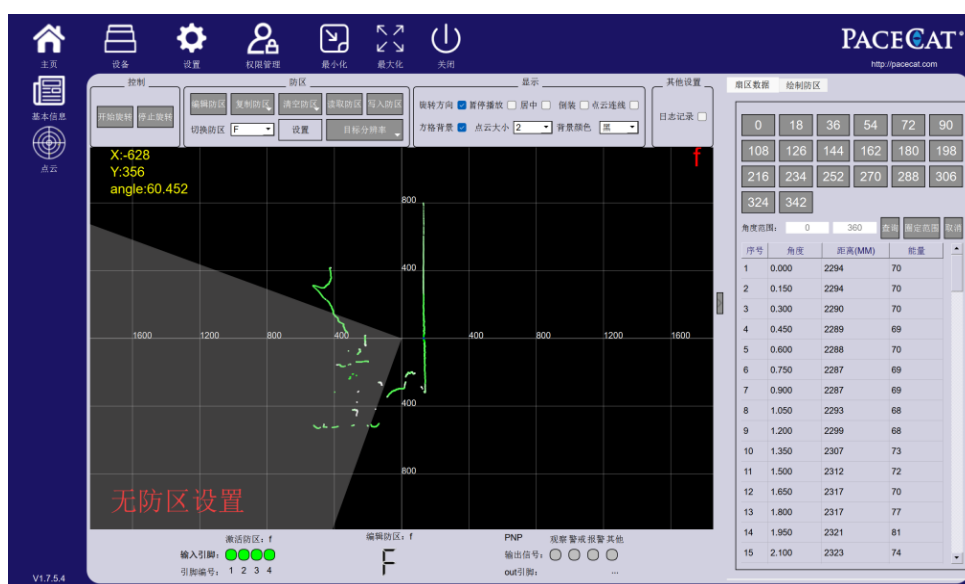 PACECAT
http://pacecat.com
主页
设备
设置
权限管理
最小化
最大化
关闭
基本信息
点云
控制
防区
显示
其他设置
开始旋转 停止旋转
编辑防区 复制防区 清空防区 读取防区 写入防区
切换防区 F 设置 目标分辨率
旋转方向 暂停播放 居中 倒装 点云连线
方格背景 点云大小 2 背景颜色 黑
日志记录
X:-628
Y:356
angle:60.452
f
800
400
1600 1200 800 400 400 800 1200 1600
400
800
无防区设置
激活防区: f
输入引脚:
引脚编号: 1 2 3 4
编辑防区: f
F
PNP 观察 警戒 报警 其他
输出信号:
out引脚: ...
V1.7.5.4
扇区数据 绘制防区
0 18 36 54 72 90
108 126 144 162 180 198
216 234 252 270 288 306
324 342
角度范围: 0 360 查询 固定范围 取消
序号 角度 距离(MM) 能量
1 0.000 2294 70
2 0.150 2294 70
3 0.300 2290 70
4 0.450 2289 69
5 0.600 2288 70
6 0.750 2287 69
7 0.900 2287 69
8 1.050 2293 68
9 1.200 2299 68
10 1.350 2307 73
11 1.500 2312 72
12 1.650 2317 70
13 1.800 2317 77
14 1.950 2321 81
15 2.100 2323 74